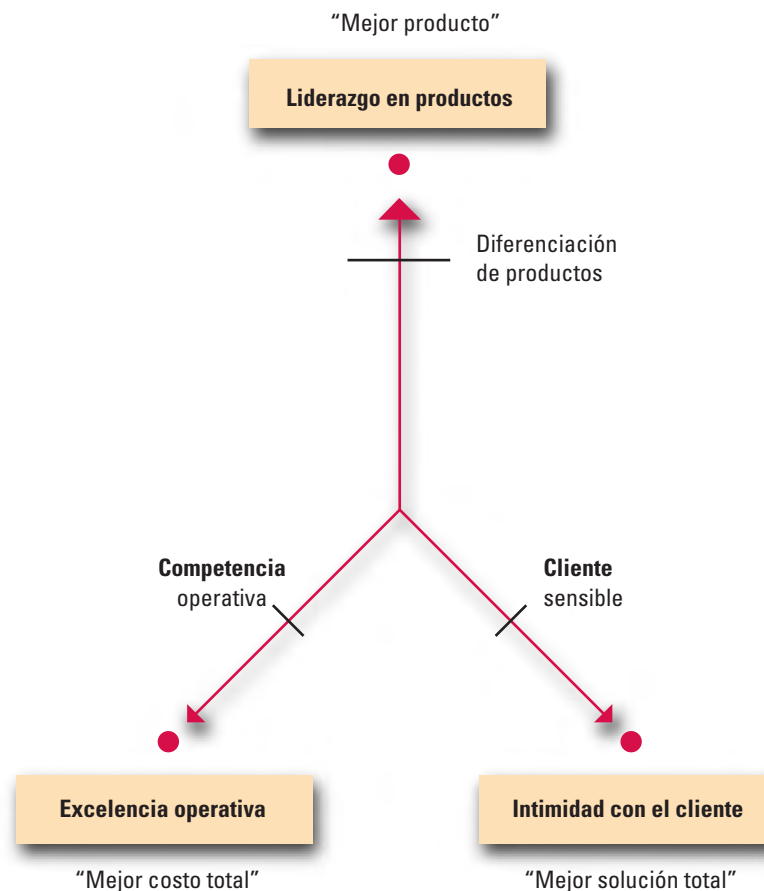 “Mejor producto”
Liderazgo en productos
Diferenciación
de productos
Competencia
operativa
Cliente
sensible
Excelencia operativa
Intimidad con el cliente
“Mejor costo total”
“Mejor solución total”